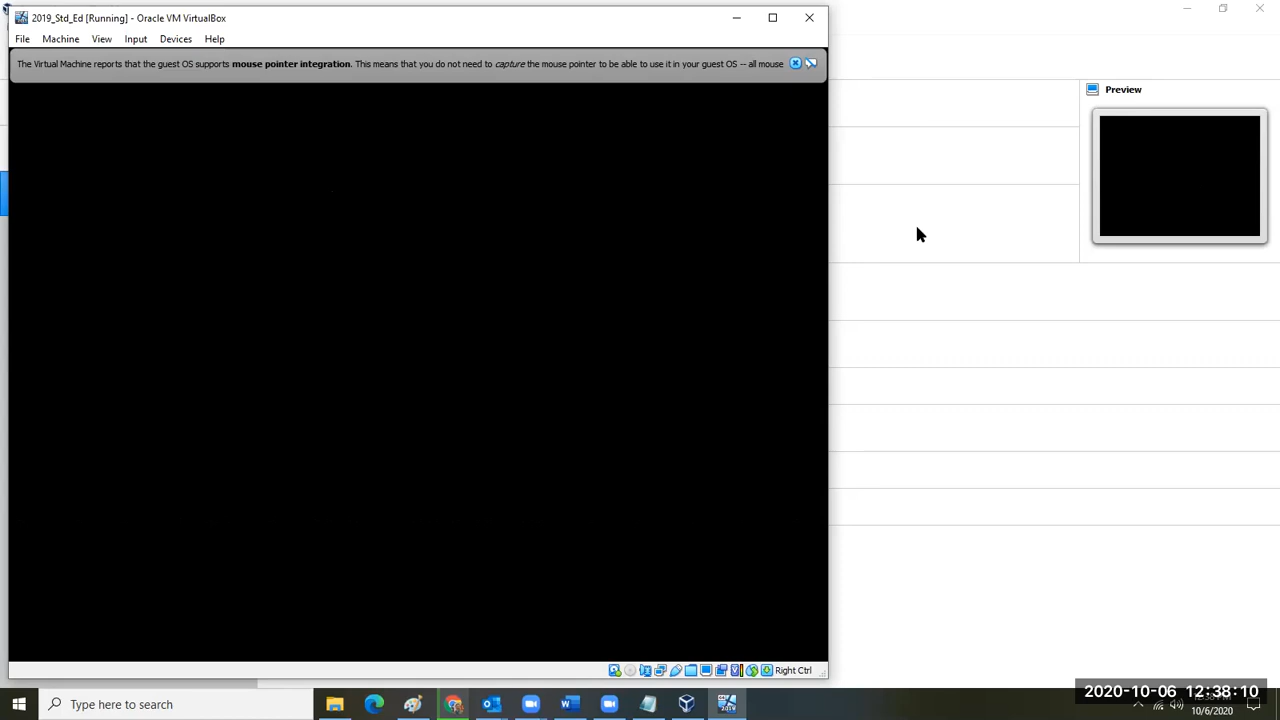 2019_Std_Ed [Running] - Oracle VM VirtualBox
File Machine View Input Devices Help
The Virtual Machine reports that the guest OS supports mouse pointer integration. This means that you do not need to capture the mouse pointer to be able to use it in your guest OS -- all mouse
Preview
Right Ctrl
Type here to search
2020-10-06 12:38:10
10/6/2020